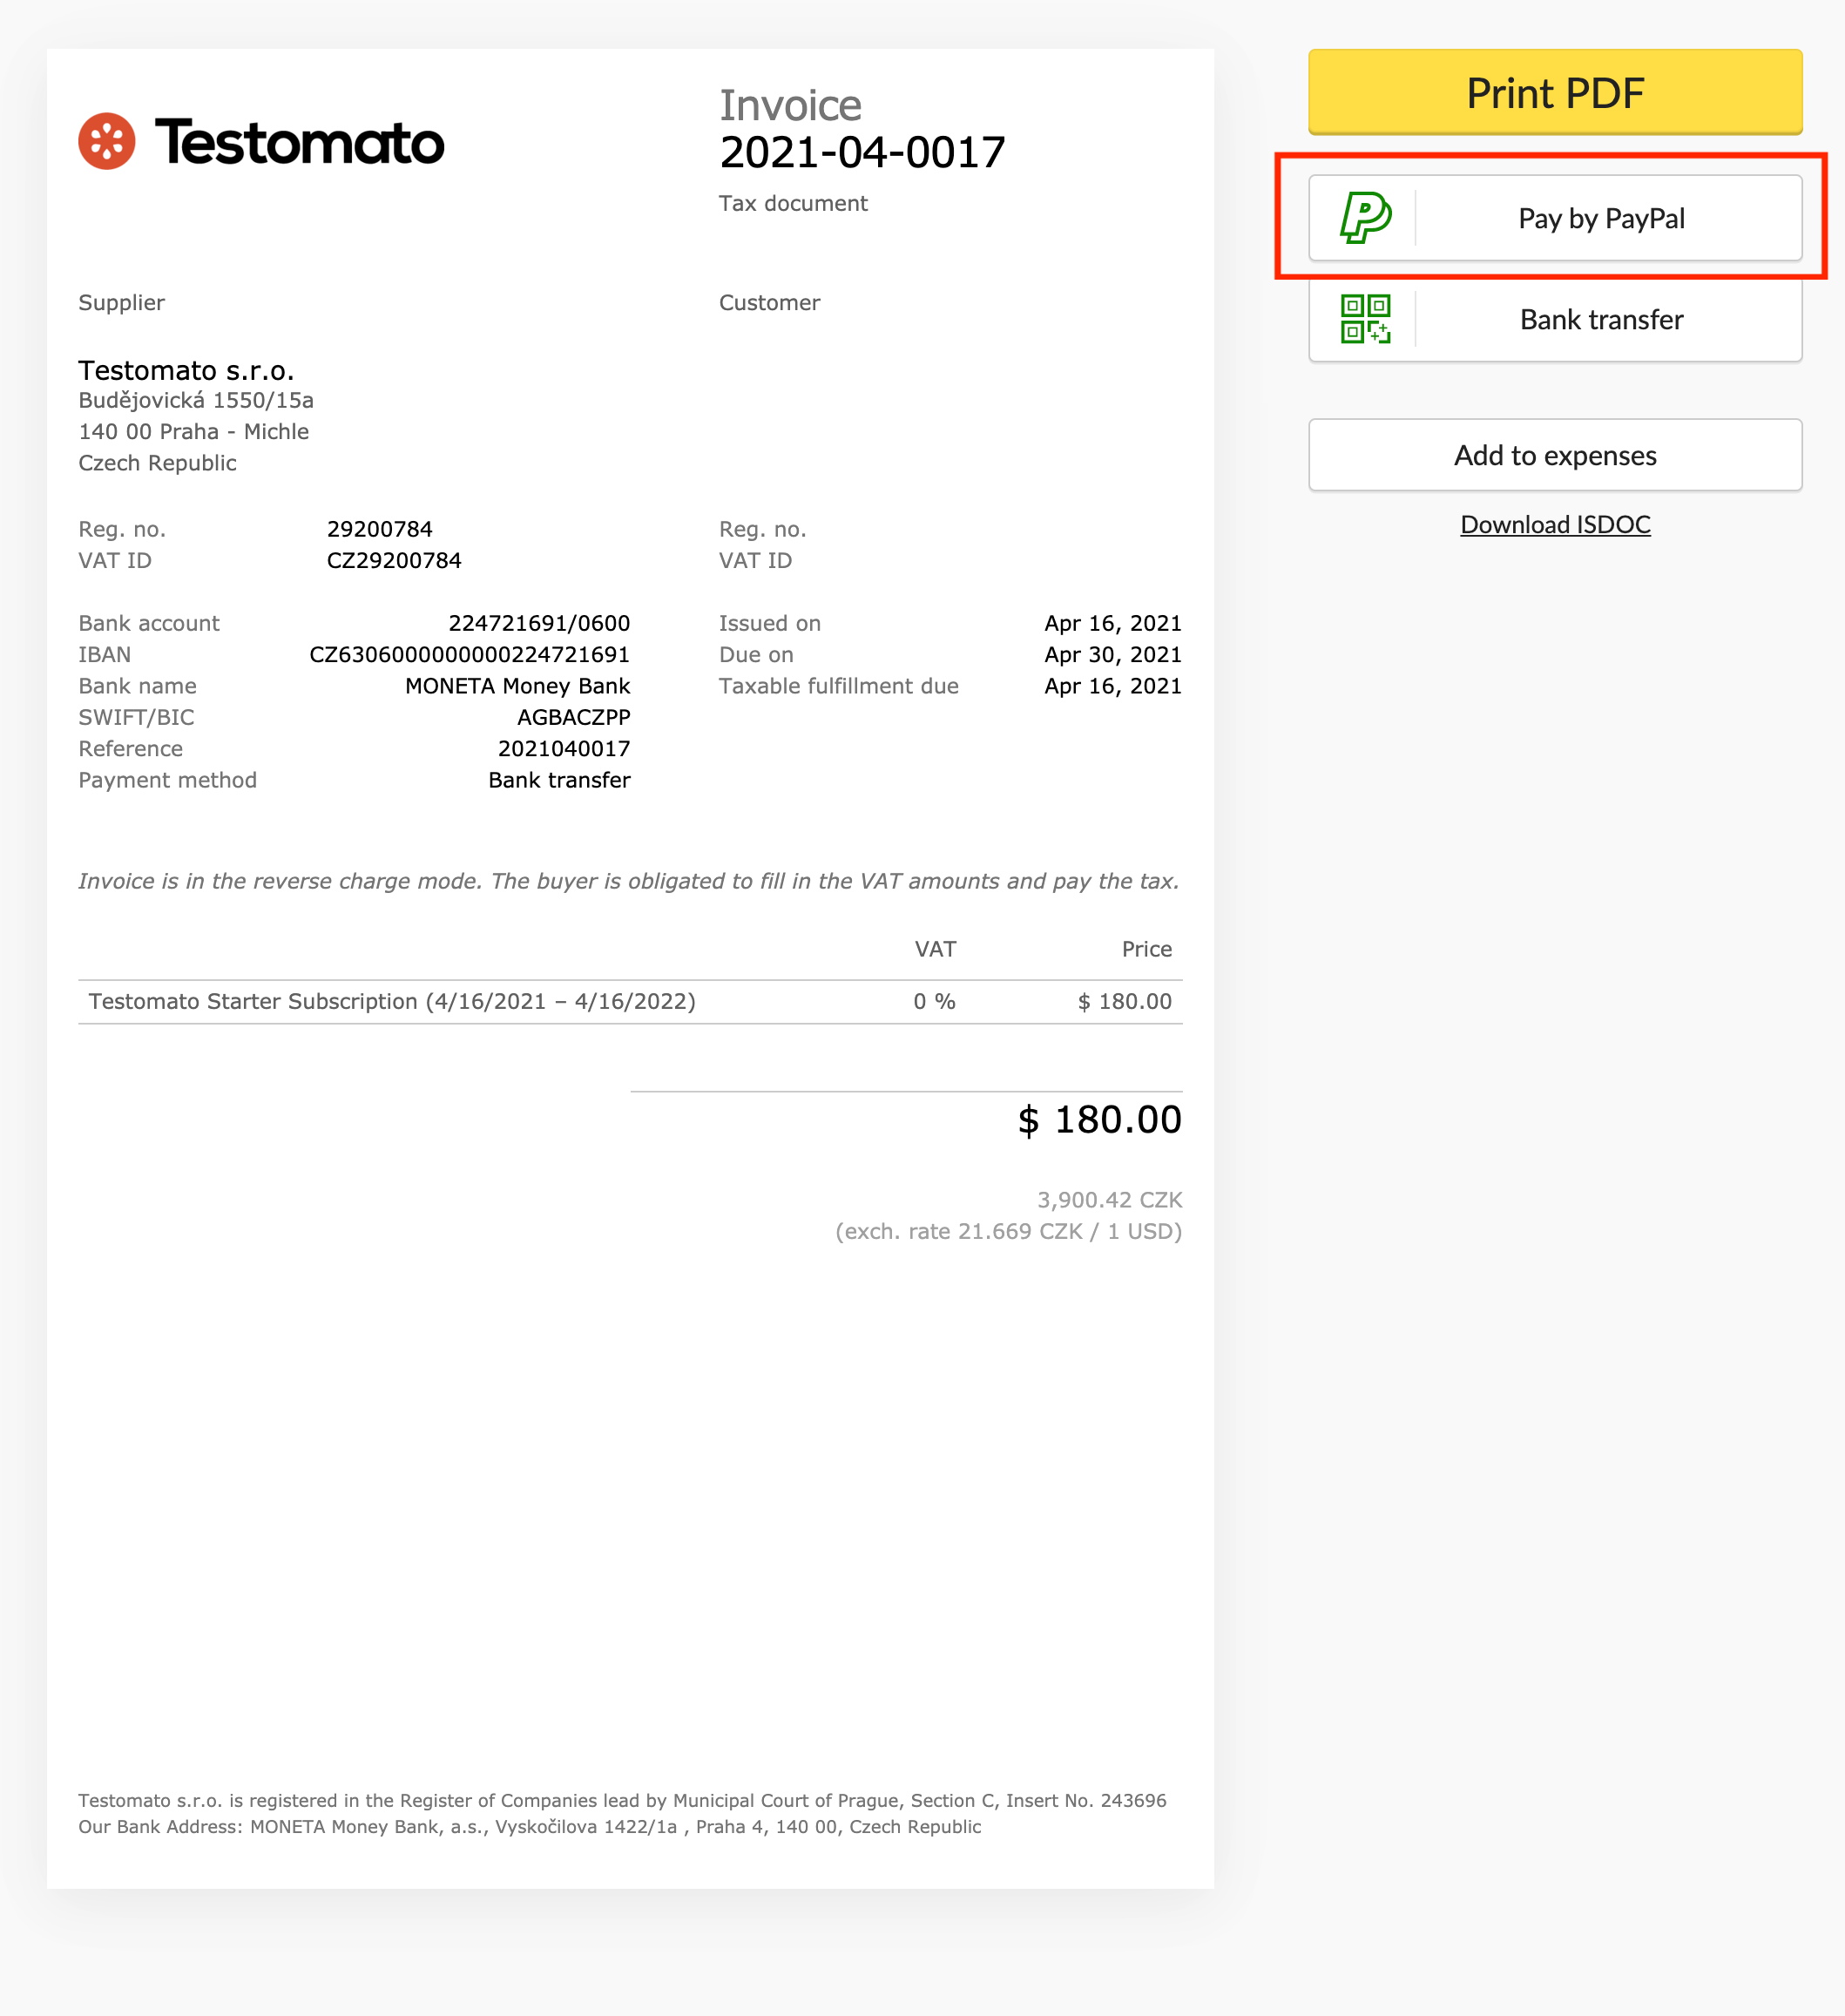 Testomato
Invoice
2021-04-0017
Tax document
Supplier
Testomato s.r.o.
Budějovická 1550/15a
140 00 Praha - Michle
Czech Republic
Reg. no. 29200784
VAT ID CZ29200784
Bank account 224721691/0600
IBAN CZ6306000000000224721691
Bank name MONETA Money Bank
SWIFT/BIC AGBACZPP
Reference 2021040017
Payment method Bank transfer
Customer
Reg. no.
VAT ID
Issued on Apr 16, 2021
Due on Apr 30, 2021
Taxable fulfillment due Apr 16, 2021
Invoice is in the reverse charge mode. The buyer is obligated to fill in the VAT amounts and pay the tax.
VAT Price
Testomato Starter Subscription (4/16/2021 – 4/16/2022) 0 % $ 180.00
$ 180.00
3,900.42 CZK
(exch. rate 21.669 CZK / 1 USD)
Testomato s.r.o. is registered in the Register of Companies lead by Municipal Court of Prague, Section C, Insert No. 243696
Our Bank Address: MONETA Money Bank, a.s., Vyskočilova 1422/1a , Praha 4, 140 00, Czech Republic
Print PDF
Pay by PayPal
Bank transfer
Add to expenses
Download ISDOC